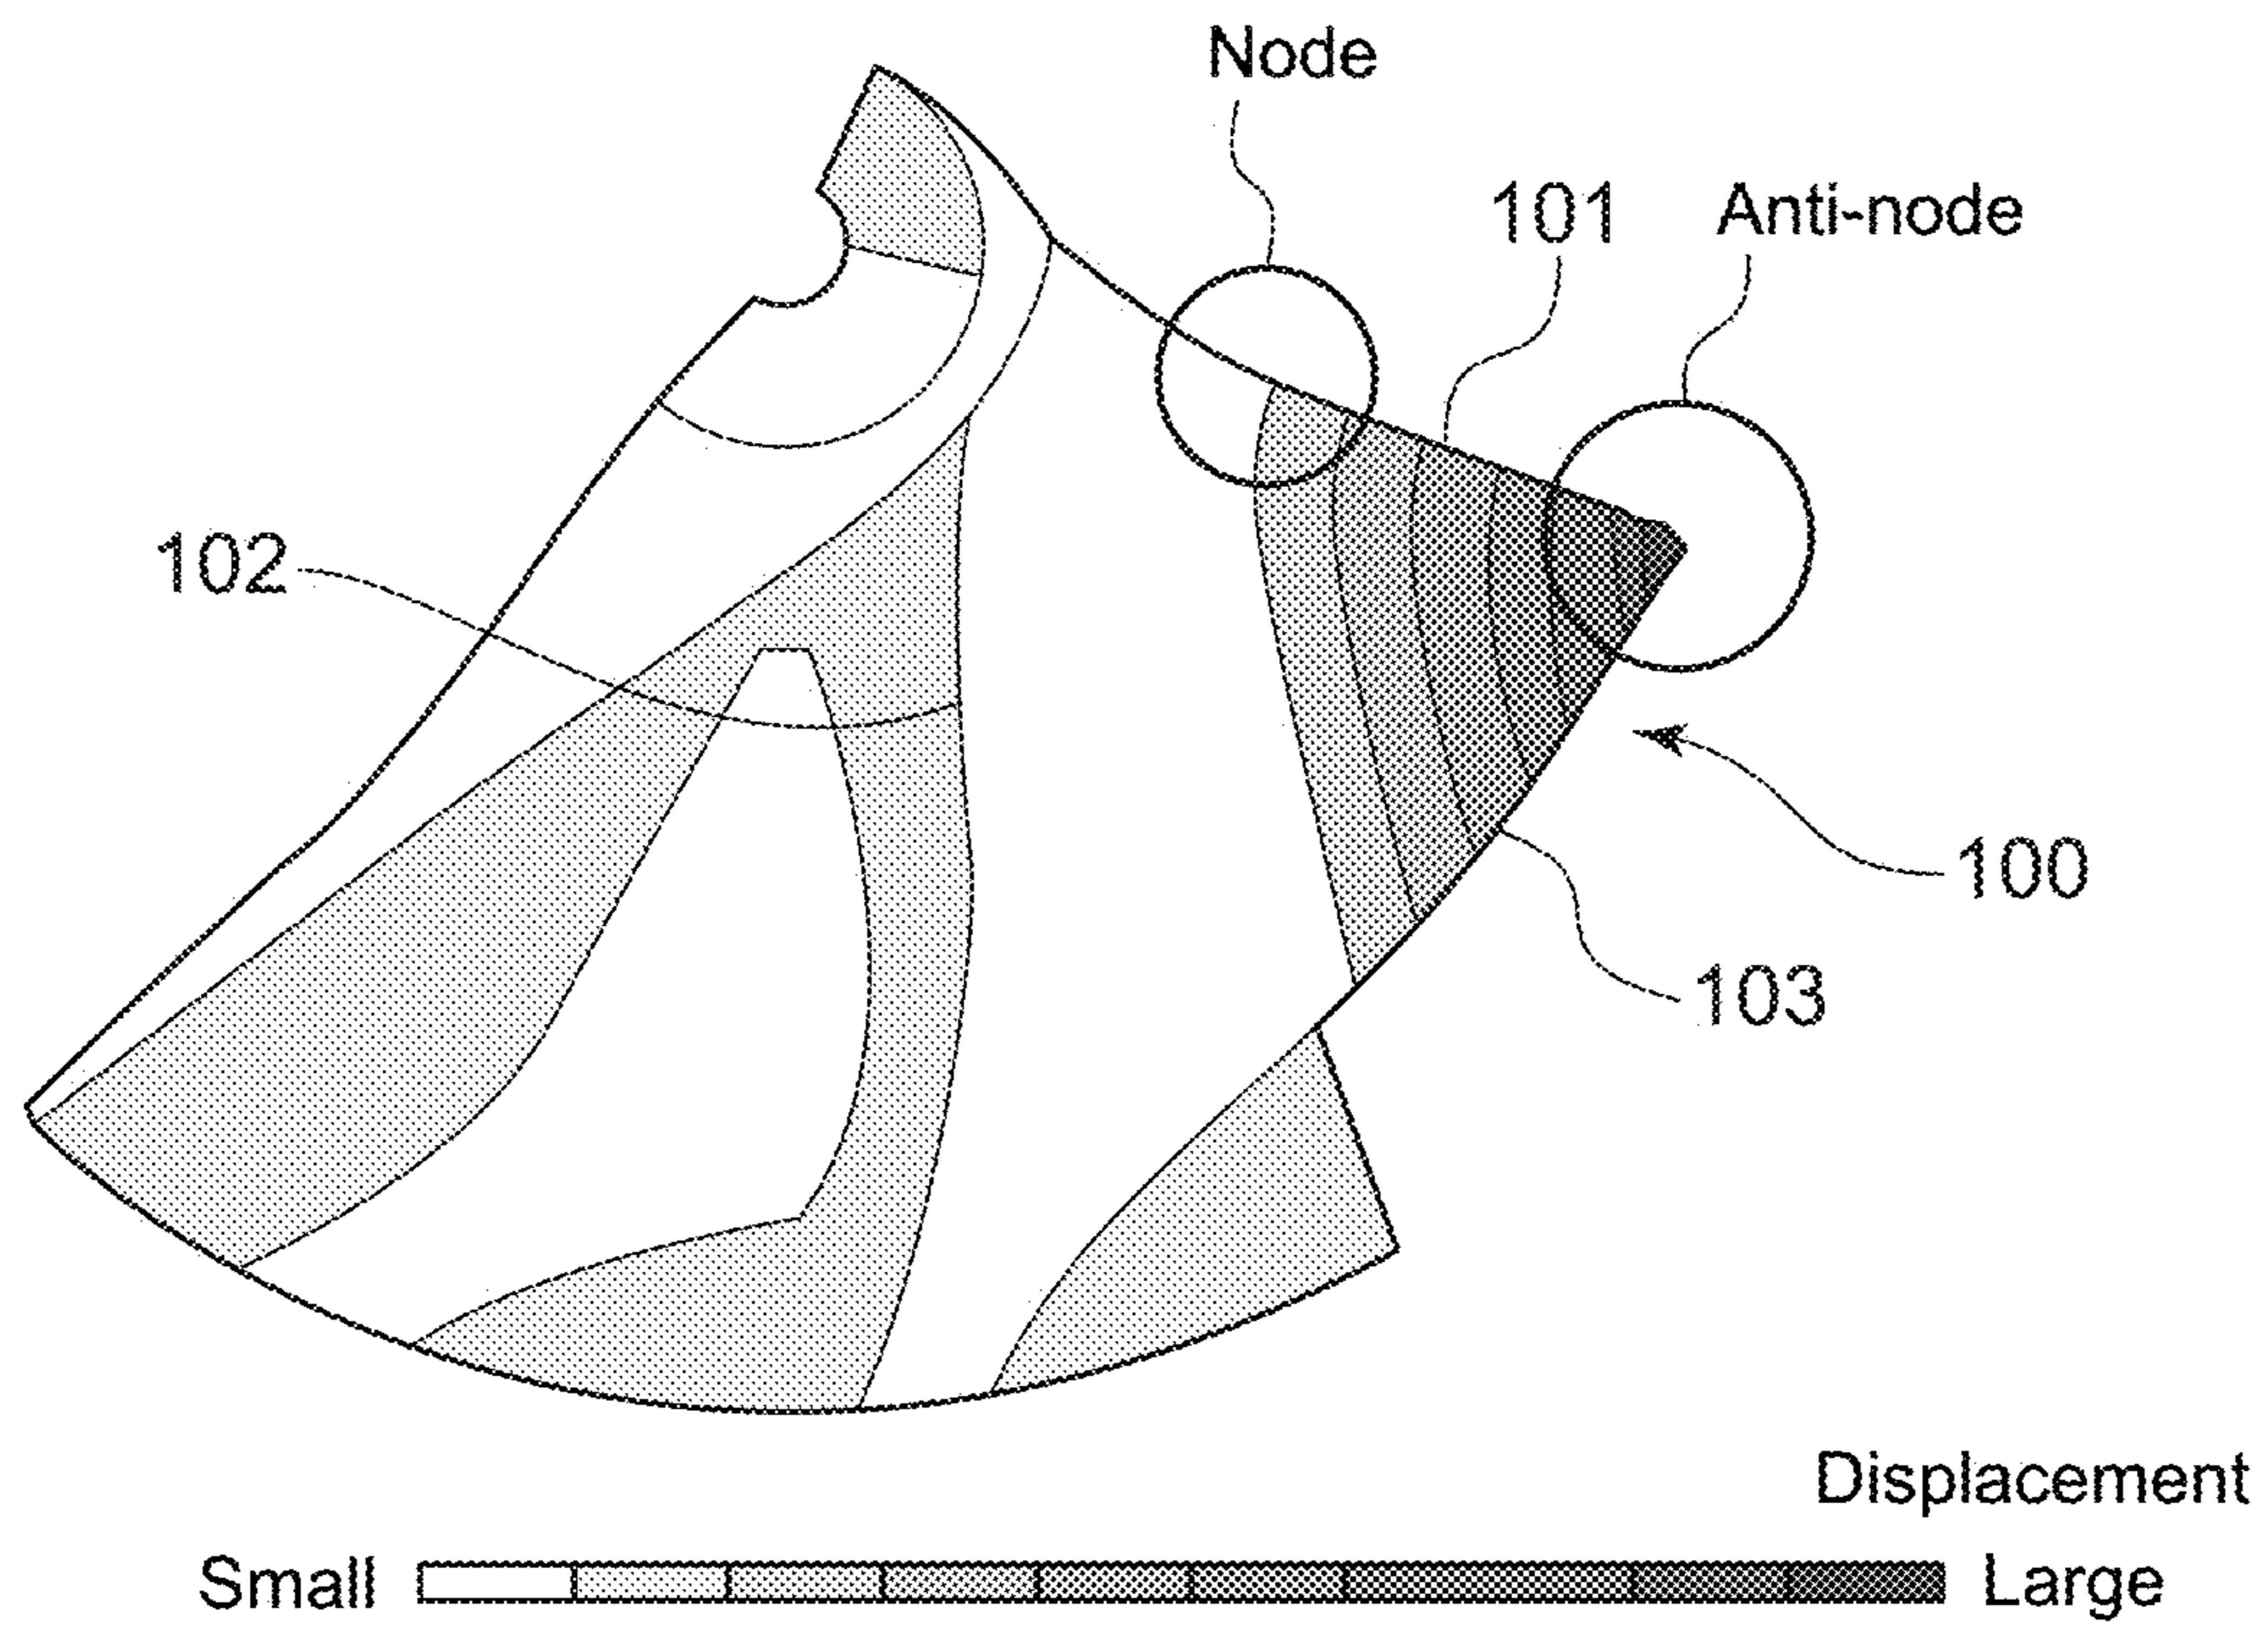 Node
101 Anti-node
102
100
103
Displacement
Small Large